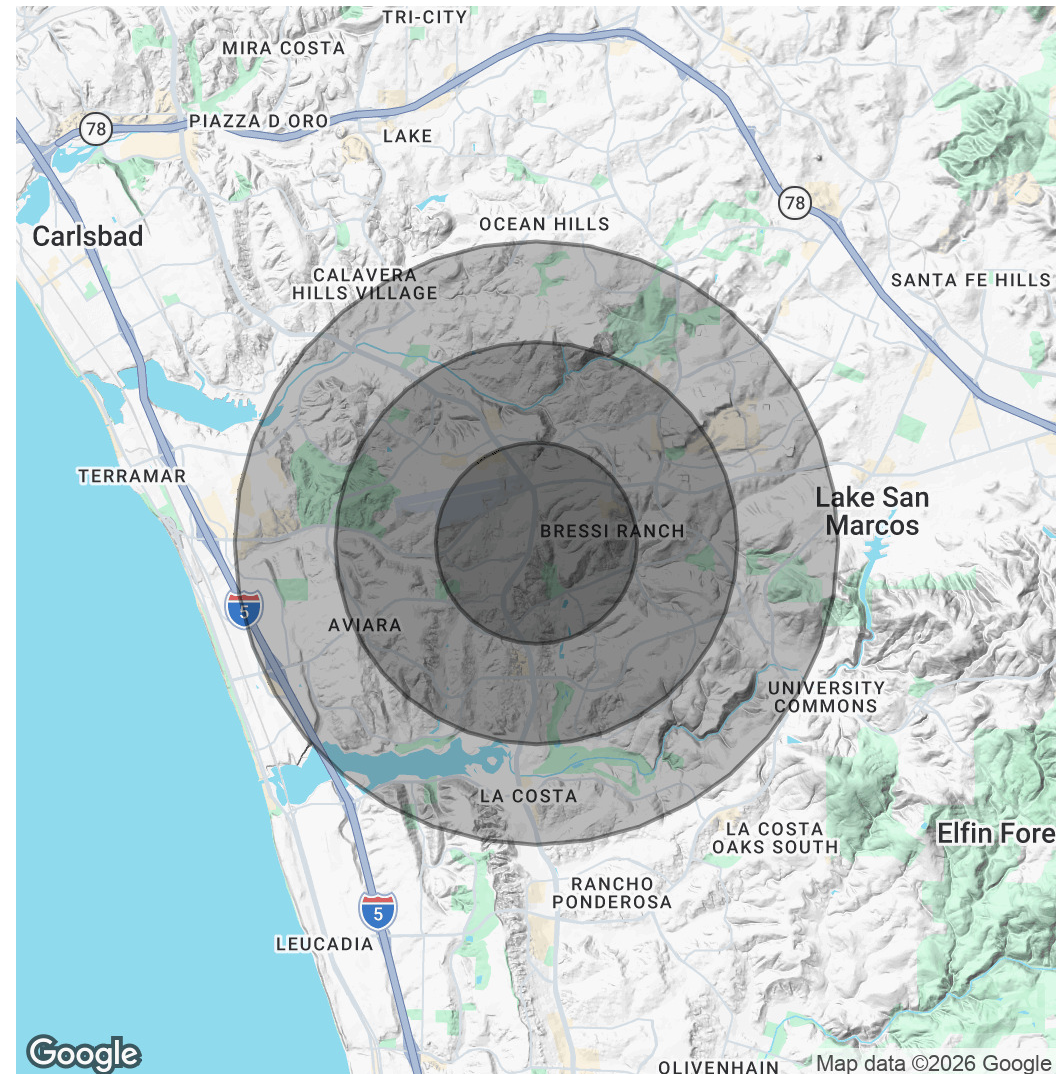 TRI-CITY
MIRA COSTA
PIAZZA D ORO
78
LAKE
78
OCEAN HILLS
Carlsbad
CALAVERA
HILLS VILLAGE
SANTA FE HILLS
TERRAMAR
Lake San
Marcos
BRESSI RANCH
5
AVIARA
UNIVERSITY
COMMONS
LA COSTA
LA COSTA
OAKS SOUTH
Elfin Fore
RANCHO
PONDEROSA
5
LEUCADIA
Google
OLIVENHAIN
Map data ©2026 Google